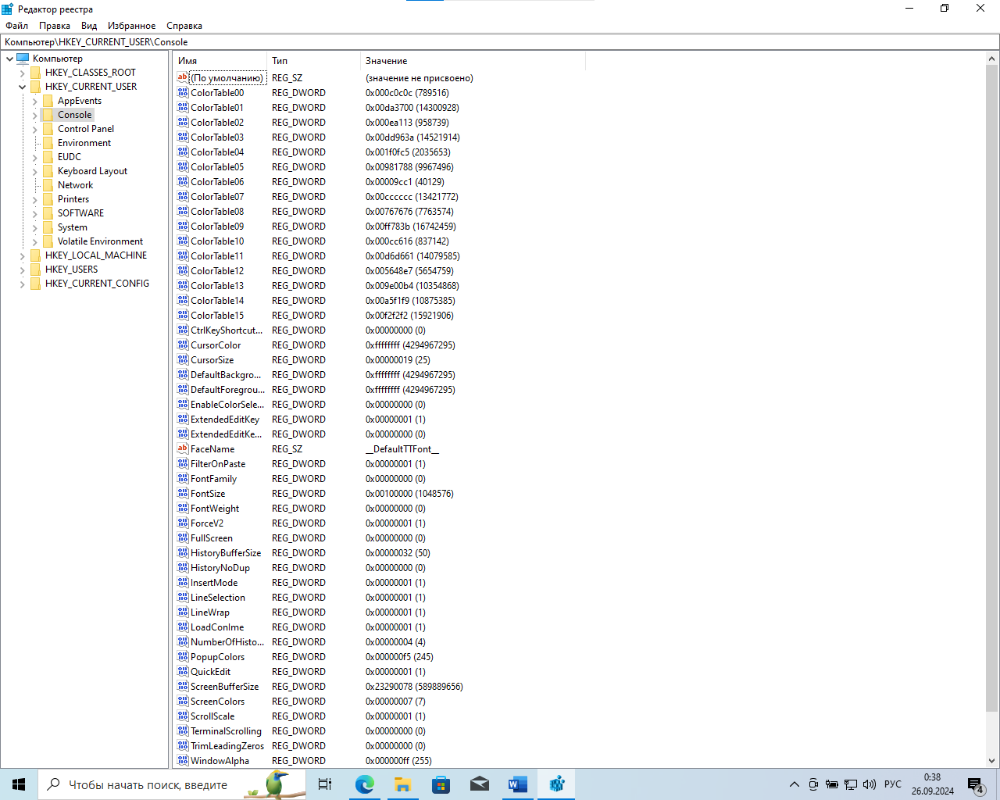 Редактор реестра
Файл Правка Вид Избранное Справка
Компьютер\HKEY_CURRENT_USER\Console
Компьютер
HKEY_CLASSES_ROOT
HKEY_CURRENT_USER
AppEvents
Console
Control Panel
Environment
EUDC
Keyboard Layout
Network
Printers
SOFTWARE
System
Volatile Environment
HKEY_LOCAL_MACHINE
HKEY_USERS
HKEY_CURRENT_CONFIG
Имя Тип Значение
(По умолчанию) REG_SZ (значение не присвоено)
ColorTable00 REG_DWORD 0x000c0c0c (789516)
ColorTable01 REG_DWORD 0x00da3700 (14300928)
ColorTable02 REG_DWORD 0x000ea113 (958739)
ColorTable03 REG_DWORD 0x00dd963a (14521914)
ColorTable04 REG_DWORD 0x001f0fc5 (2035653)
ColorTable05 REG_DWORD 0x00981788 (9967496)
ColorTable06 REG_DWORD 0x00009cc1 (40129)
ColorTable07 REG_DWORD 0x00cccccc (13421772)
ColorTable08 REG_DWORD 0x00767676 (7763574)
ColorTable09 REG_DWORD 0x00ff783b (16742459)
ColorTable10 REG_DWORD 0x000cc616 (837142)
ColorTable11 REG_DWORD 0x00d6d661 (14079585)
ColorTable12 REG_DWORD 0x005648e7 (5654759)
ColorTable13 REG_DWORD 0x009e00b4 (10354868)
ColorTable14 REG_DWORD 0x00a5f1f9 (10875385)
ColorTable15 REG_DWORD 0x00f2f2f2 (15921906)
CtrlKeyShortcut... REG_DWORD 0x00000000 (0)
CursorColor REG_DWORD 0xffffffff (4294967295)
CursorSize REG_DWORD 0x00000019 (25)
DefaultBackgro... REG_DWORD 0xffffffff (4294967295)
DefaultForegrou... REG_DWORD 0xffffffff (4294967295)
EnableColorSele... REG_DWORD 0x00000000 (0)
ExtendedEditKey REG_DWORD 0x00000001 (1)
ExtendedEditKe... REG_DWORD 0x00000000 (0)
FaceName REG_SZ __DefaultTTFont__
FilterOnPaste REG_DWORD 0x00000001 (1)
FontFamily REG_DWORD 0x00000000 (0)
FontSize REG_DWORD 0x00100000 (1048576)
FontWeight REG_DWORD 0x00000000 (0)
ForceV2 REG_DWORD 0x00000001 (1)
FullScreen REG_DWORD 0x00000000 (0)
HistoryBufferSize REG_DWORD 0x00000032 (50)
HistoryNoDup REG_DWORD 0x00000000 (0)
InsertMode REG_DWORD 0x00000001 (1)
LineSelection REG_DWORD 0x00000001 (1)
LineWrap REG_DWORD 0x00000001 (1)
LoadConIme REG_DWORD 0x00000001 (1)
NumberOfHisto... REG_DWORD 0x00000004 (4)
PopupColors REG_DWORD 0x000000f5 (245)
QuickEdit REG_DWORD 0x00000001 (1)
ScreenBufferSize REG_DWORD 0x23290078 (589889656)
ScreenColors REG_DWORD 0x00000007 (7)
ScrollScale REG_DWORD 0x00000001 (1)
TerminalScrolling REG_DWORD 0x00000000 (0)
TrimLeadingZeros REG_DWORD 0x00000000 (0)
WindowAlpha REG_DWORD 0x000000ff (255)
Чтобы начать поиск, введите
РУС
0:38
26.09.2024
4